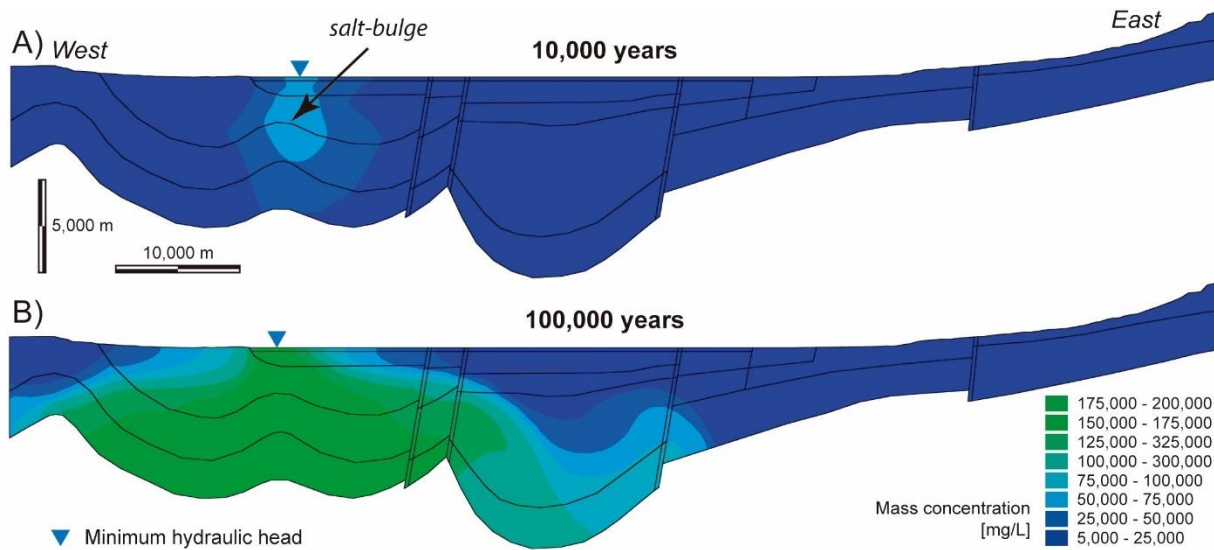 A)
West
salt-bulge
10,000 years
East
5,000 m
10,000 m
B)
100,000 years
175,000 - 200,000
150,000 - 175,000
125,000 - 325,000
100,000 - 300,000
75,000 - 100,000
50,000 - 75,000
25,000 - 50,000
5,000 - 25,000
Mass concentration
[mg/L]
Minimum hydraulic head